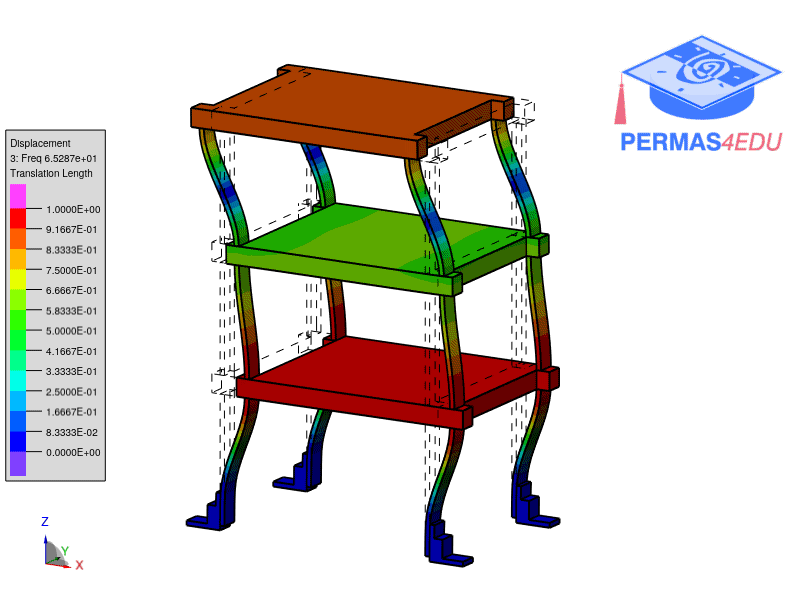 PERMAS4EDU
Displacement
3: Freq 6.5287e+01
Translation Length
1.0000E+00
9.1667E-01
8.3333E-01
7.5000E-01
6.6667E-01
5.8333E-01
5.0000E-01
4.1667E-01
3.3333E-01
2.5000E-01
1.6667E-01
8.3333E-02
0.0000E+00
Z
Y
X